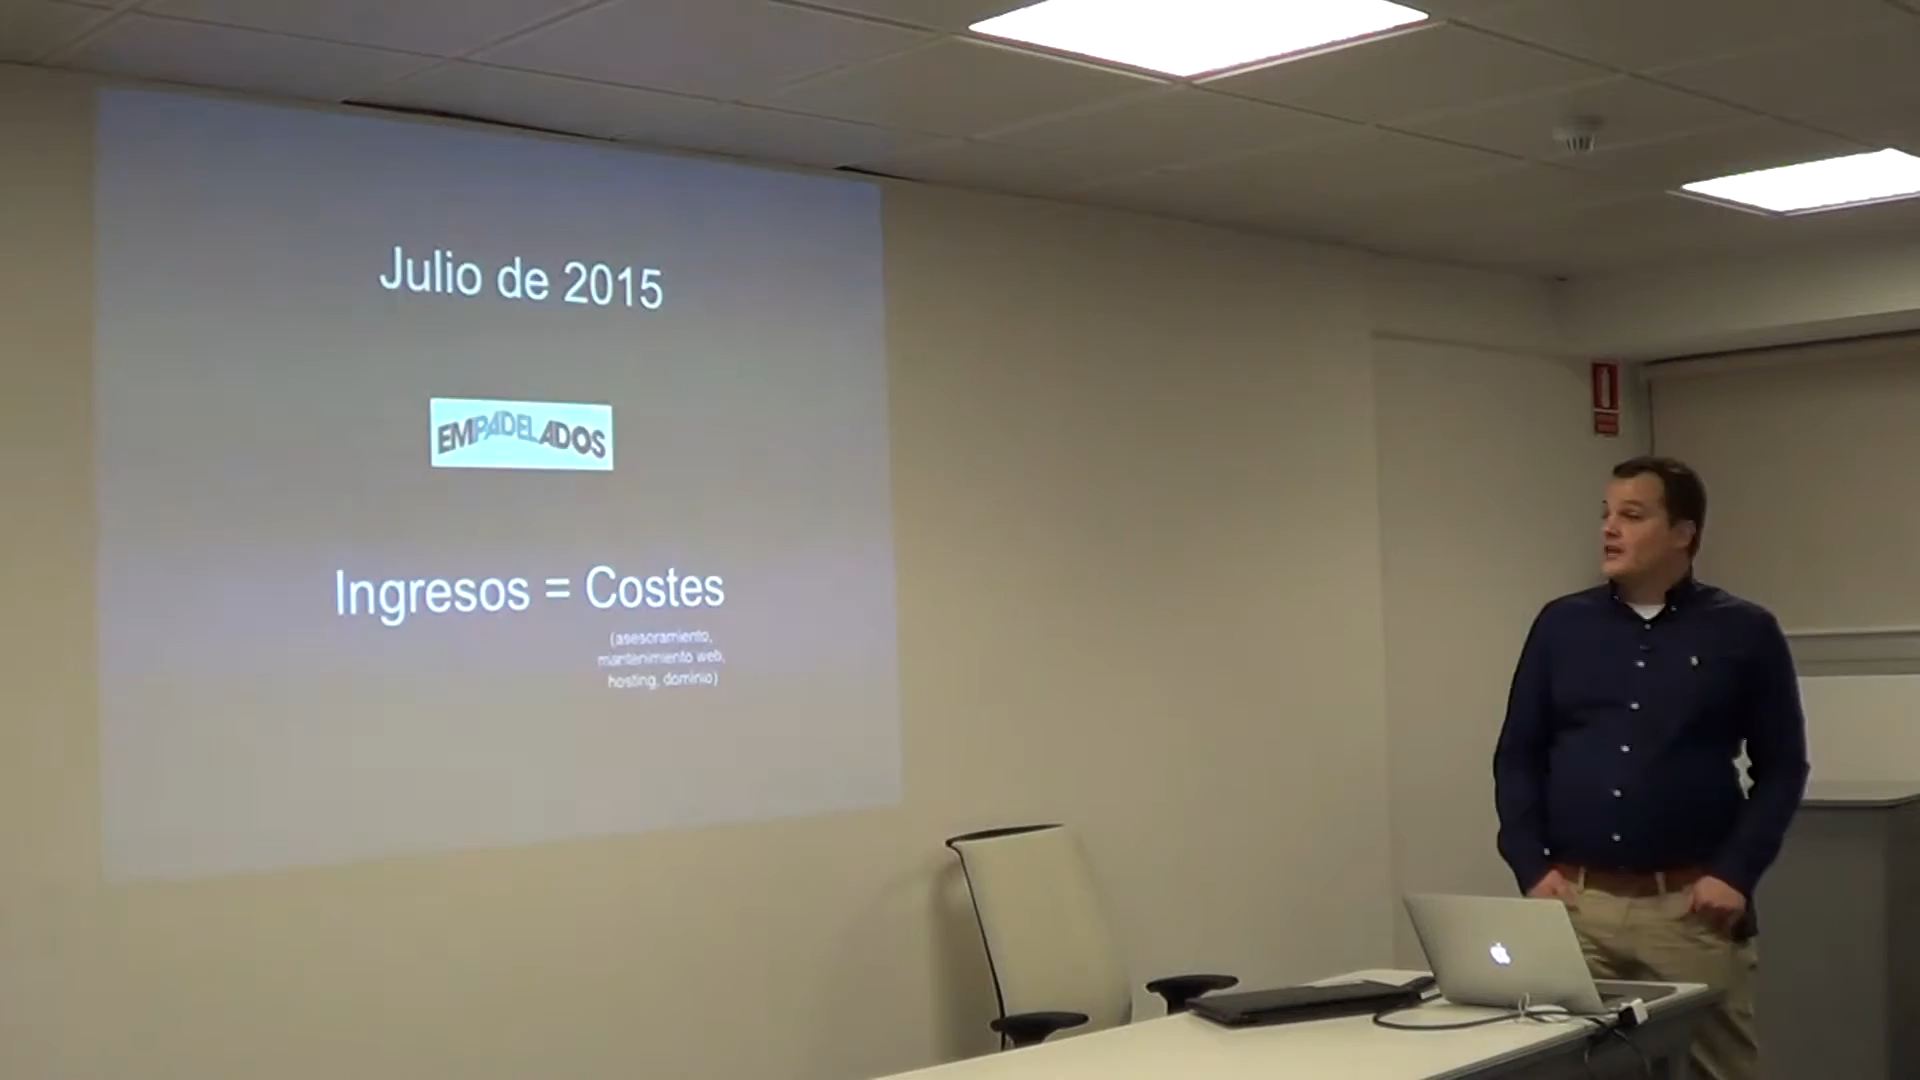 Julio de 2015
EMPADELADOS
Ingresos = Costes
(asesoramiento,
mantenimiento web,
hosting, dominio)